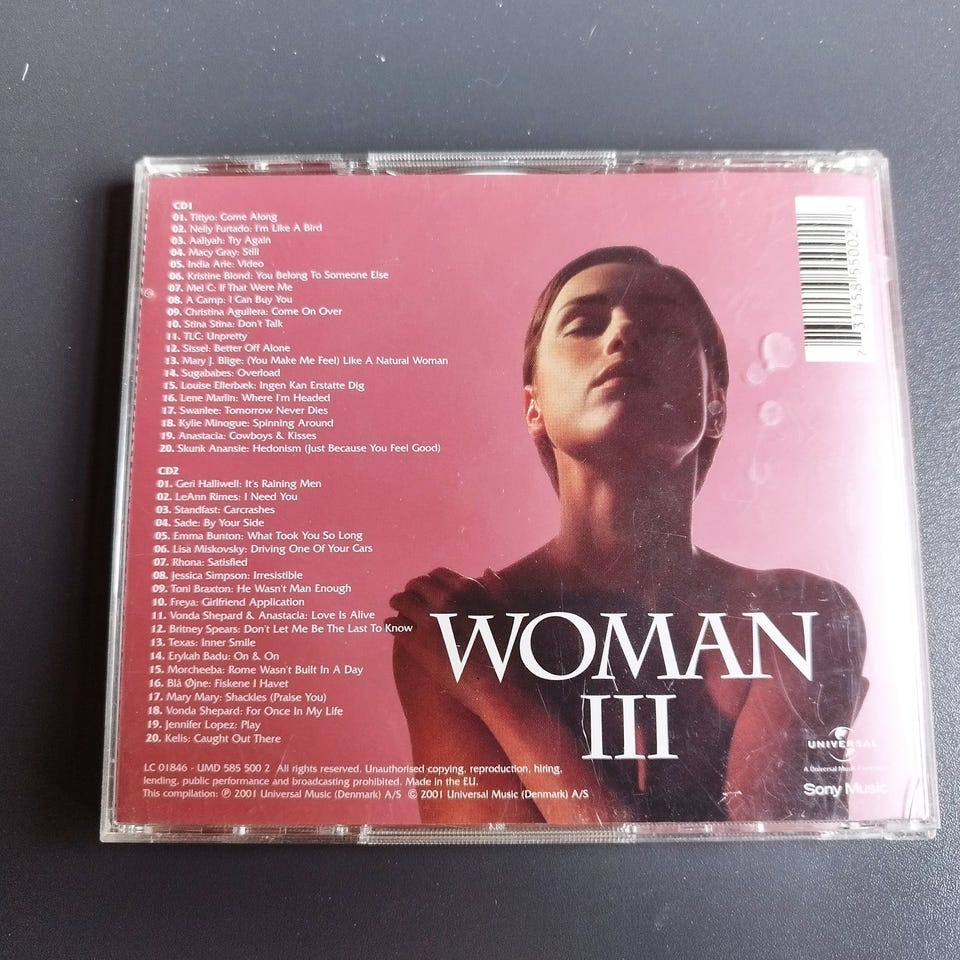 CD1
01. Titiyo: Come Along
02. Nelly Furtado: I'm Like A Bird
03. Aaliyah: Try Again
04. Macy Gray: Still
05. India Arie: Video
06. Kristine Blond: You Belong To Someone Else
07. Mel C: If That Were Me
08. A Camp: I Can Buy You
09. Christina Aguilera: Come On Over
10. Stina Stina: Don't Talk
11. TLC: Unpretty
12. Sissel: Better Off Alone
13. Mary J. Blige: (You Make Me Feel) Like A Natural Woman
14. Sugababes: Overload
15. Louise Ellerbæk: Ingen Kan Erstatte Dig
16. Lene Marlin: Where I'm Headed
17. Swanlee: Tomorrow Never Dies
18. Kylie Minogue: Spinning Around
19. Anastacia: Cowboys & Kisses
20. Skunk Anansie: Hedonism (Just Because You Feel Good)
CD2
01. Geri Halliwell: It's Raining Men
02. LeAnn Rimes: I Need You
03. Standfast: Carcrashes
04. Sade: By Your Side
05. Emma Bunton: What Took You So Long
06. Lisa Miskovsky: Driving One Of Your Cars
07. Rhona: Satisfied
08. Jessica Simpson: Irresistible
09. Toni Braxton: He Wasn't Man Enough
10. Freya: Girlfriend Application
11. Vonda Shepard & Anastacia: Love Is Alive
12. Britney Spears: Don't Let Me Be The Last To Know
13. Texas: Inner Smile
14. Erykah Badu: On & On
15. Morcheeba: Rome Wasn't Built In A Day
16. Blå Øjne: Fiskene I Havet
17. Mary Mary: Shackles (Praise You)
18. Vonda Shepard: For Once In My Life
19. Jennifer Lopez: Play
20. Kelis: Caught Out There
LC 01846 - UMD 585 500 2 All rights reserved. Unauthorised copying, reproduction, hiring,
lending, public performance and broadcasting prohibited. Made in the EU.
This compilation: ℗ 2001 Universal Music (Denmark) A/S © 2001 Universal Music (Denmark) A/S
WOMAN
III
7 31458 55002 0
UNIVERSAL
A Universal Music
Sony Music